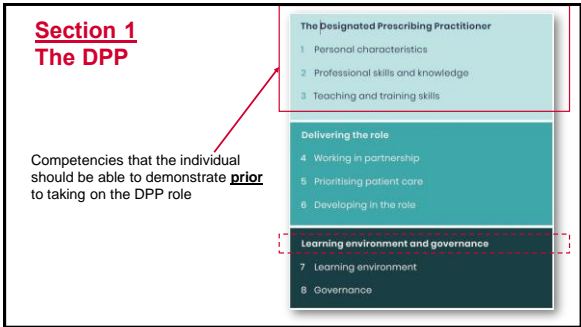 Section 1
The DPP
Competencies that the individual
should be able to demonstrate prior
to taking on the DPP role
The Designated Prescribing Practitioner
1 Personal characteristics
2 Professional skills and knowledge
3 Teaching and training skills
Delivering the role
4 Working in partnership
5 Prioritising patient care
6 Developing in the role
Learning environment and governance
7 Learning environment
8 Governance